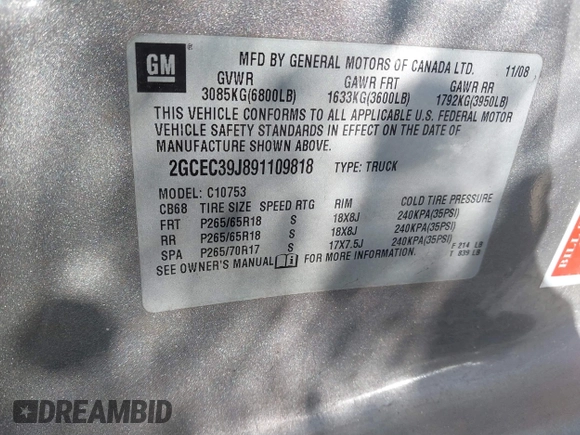 GM
MFD BY GENERAL MOTORS OF CANADA LTD. 11/08
GVWR GAWR FRT GAWR RR
3085KG(6800LB) 1633KG(3600LB) 1792KG(3950LB)
THIS VEHICLE CONFORMS TO ALL APPLICABLE U.S. FEDERAL MOTOR
VEHICLE SAFETY STANDARDS IN EFFECT ON THE DATE OF
MANUFACTURE SHOWN ABOVE.
2GCEC39J891109818 TYPE: TRUCK
MODEL: C10753
CB68 TIRE SIZE SPEED RTG RIM COLD TIRE PRESSURE
FRT P265/65R18 S 18X8J 240KPA(35PSI)
RR P265/65R18 S 18X8J 240KPA(35PSI)
SPA P265/70R17 S 17X7.5J 240KPA(35PSI)
F 214 LB
T 839 LB
SEE OWNER'S MANUAL FOR MORE INFORMATION.
DREAMBID